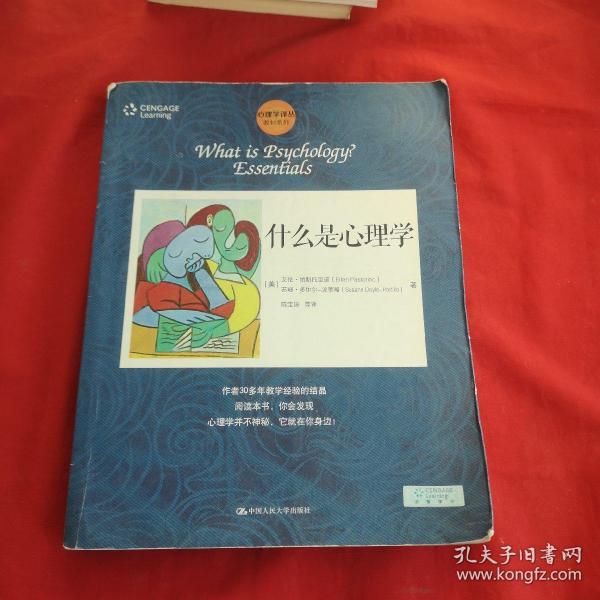 CENGAGE
Learning
心理学译丛
教材系列
What is Psychology?
Essentials
什么是心理学
[美] 艾伦·帕斯托里诺（Ellen Pastorino）
苏珊·多伊尔-波蒂略（Susann Doyle-Portillo） 著
陈宝国 等译
作者30多年教学经验的结晶
阅读本书，你会发现
心理学并不神秘，它就在你身边！
中国人民大学出版社
CENGAGE
Learning
孔夫子旧书网
www.kongfz.com